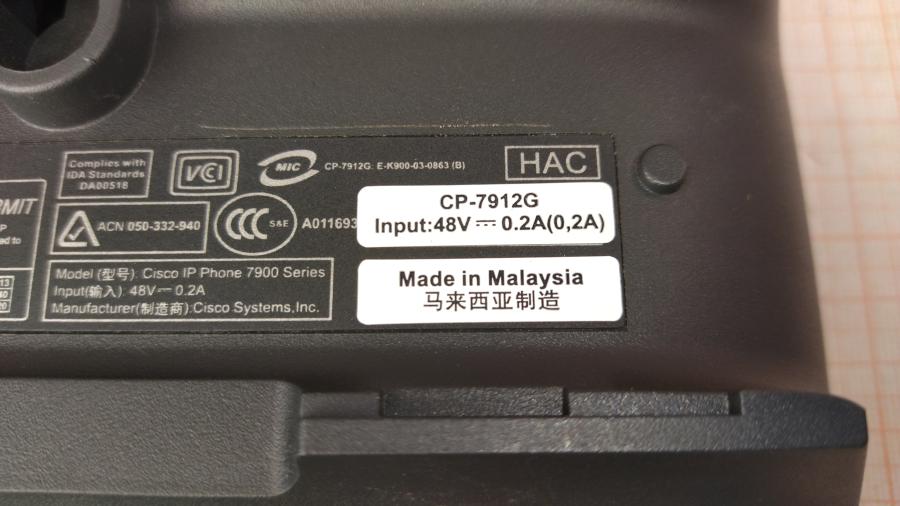 Complies with
IDA Standards
DA00518
VCCI
MIC
CP-7912G: E-K900-03-0863 (B)
HAC
RMIT
ACN 050-332-940
CCC
S&E
A011693
CP-7912G
Input:48V⎓0.2A(0,2A)
Model (型号): Cisco IP Phone 7900 Series
Input(输入): 48V⎓0.2A
Manufacturer(制造商):Cisco Systems,Inc.
Made in Malaysia
马来西亚制造